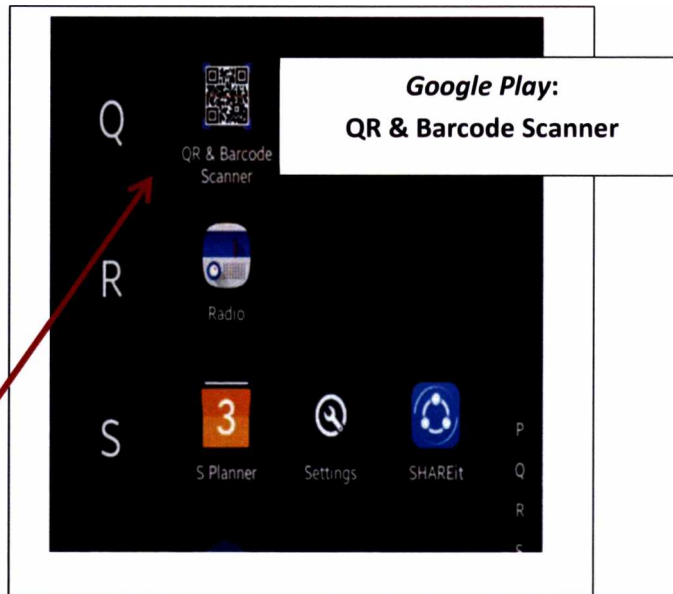 Google Play:
QR & Barcode Scanner
Q
QR & Barcode
Scanner
R
Radio
S
3
S Planner
Settings
SHAREit
P
Q
R
S